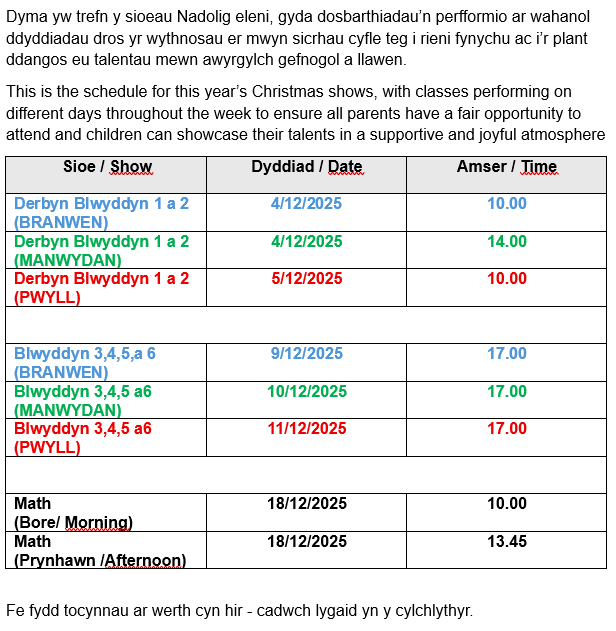 Dyma yw trefn y sioeau Nadolig eleni, gyda dosbarthiadau’n perfformio ar wahanol
ddyddiadau dros yr wythnosau er mwyn sicrhau cyfle teg i rieni fynychu ac i’r plant
ddangos eu talentau mewn awyrgylch gefnogol a llawen.
This is the schedule for this year’s Christmas shows, with classes performing on
different days throughout the week to ensure all parents have a fair opportunity to
attend and children can showcase their talents in a supportive and joyful atmosphere
Sioe / Show Dyddiad / Date Amser / Time
Derbyn Blwyddyn 1 a 2 4/12/2025 10.00
(BRANWEN)
Derbyn Blwyddyn 1 a 2 4/12/2025 14.00
(MANWYDAN)
Derbyn Blwyddyn 1 a 2 5/12/2025 10.00
(PWYLL)
Blwyddyn 3,4,5,a 6 9/12/2025 17.00
(BRANWEN)
Blwyddyn 3,4,5 a6 10/12/2025 17.00
(MANWYDAN)
Blwyddyn 3,4,5 a6 11/12/2025 17.00
(PWYLL)
Math 18/12/2025 10.00
(Bore/ Morning)
Math 18/12/2025 13.45
(Prynhawn /Afternoon)
Fe fydd tocynnau ar werth cyn hir - cadwch lygaid yn y cylchlythyr.